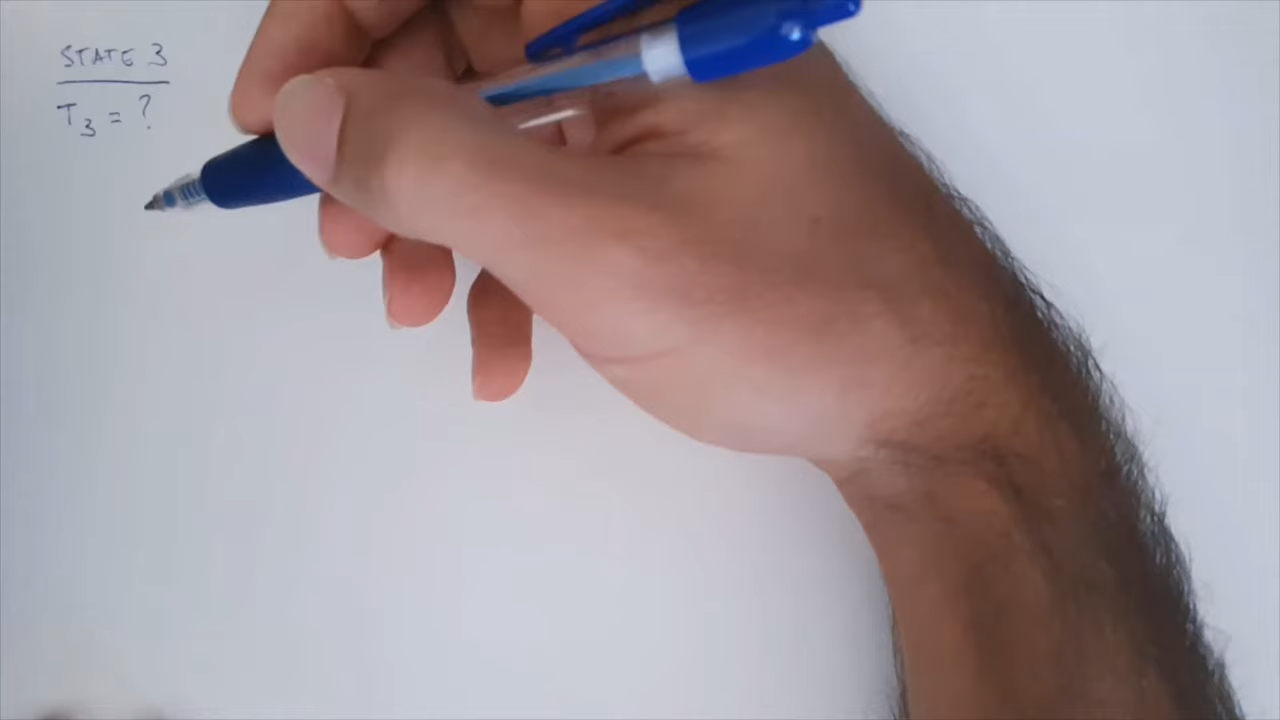 STATE 3
T3 = ?